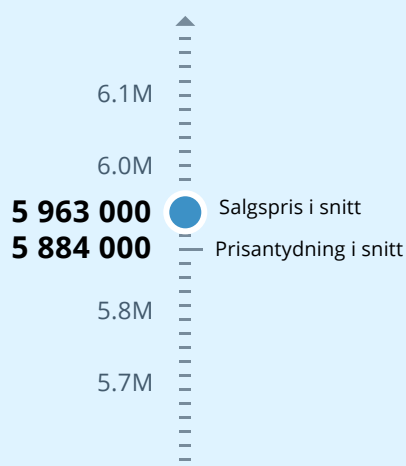 6.1M
6.0M
5 963 000 Salgspris i snitt
5 884 000 Prisantydning i snitt
5.8M
5.7M